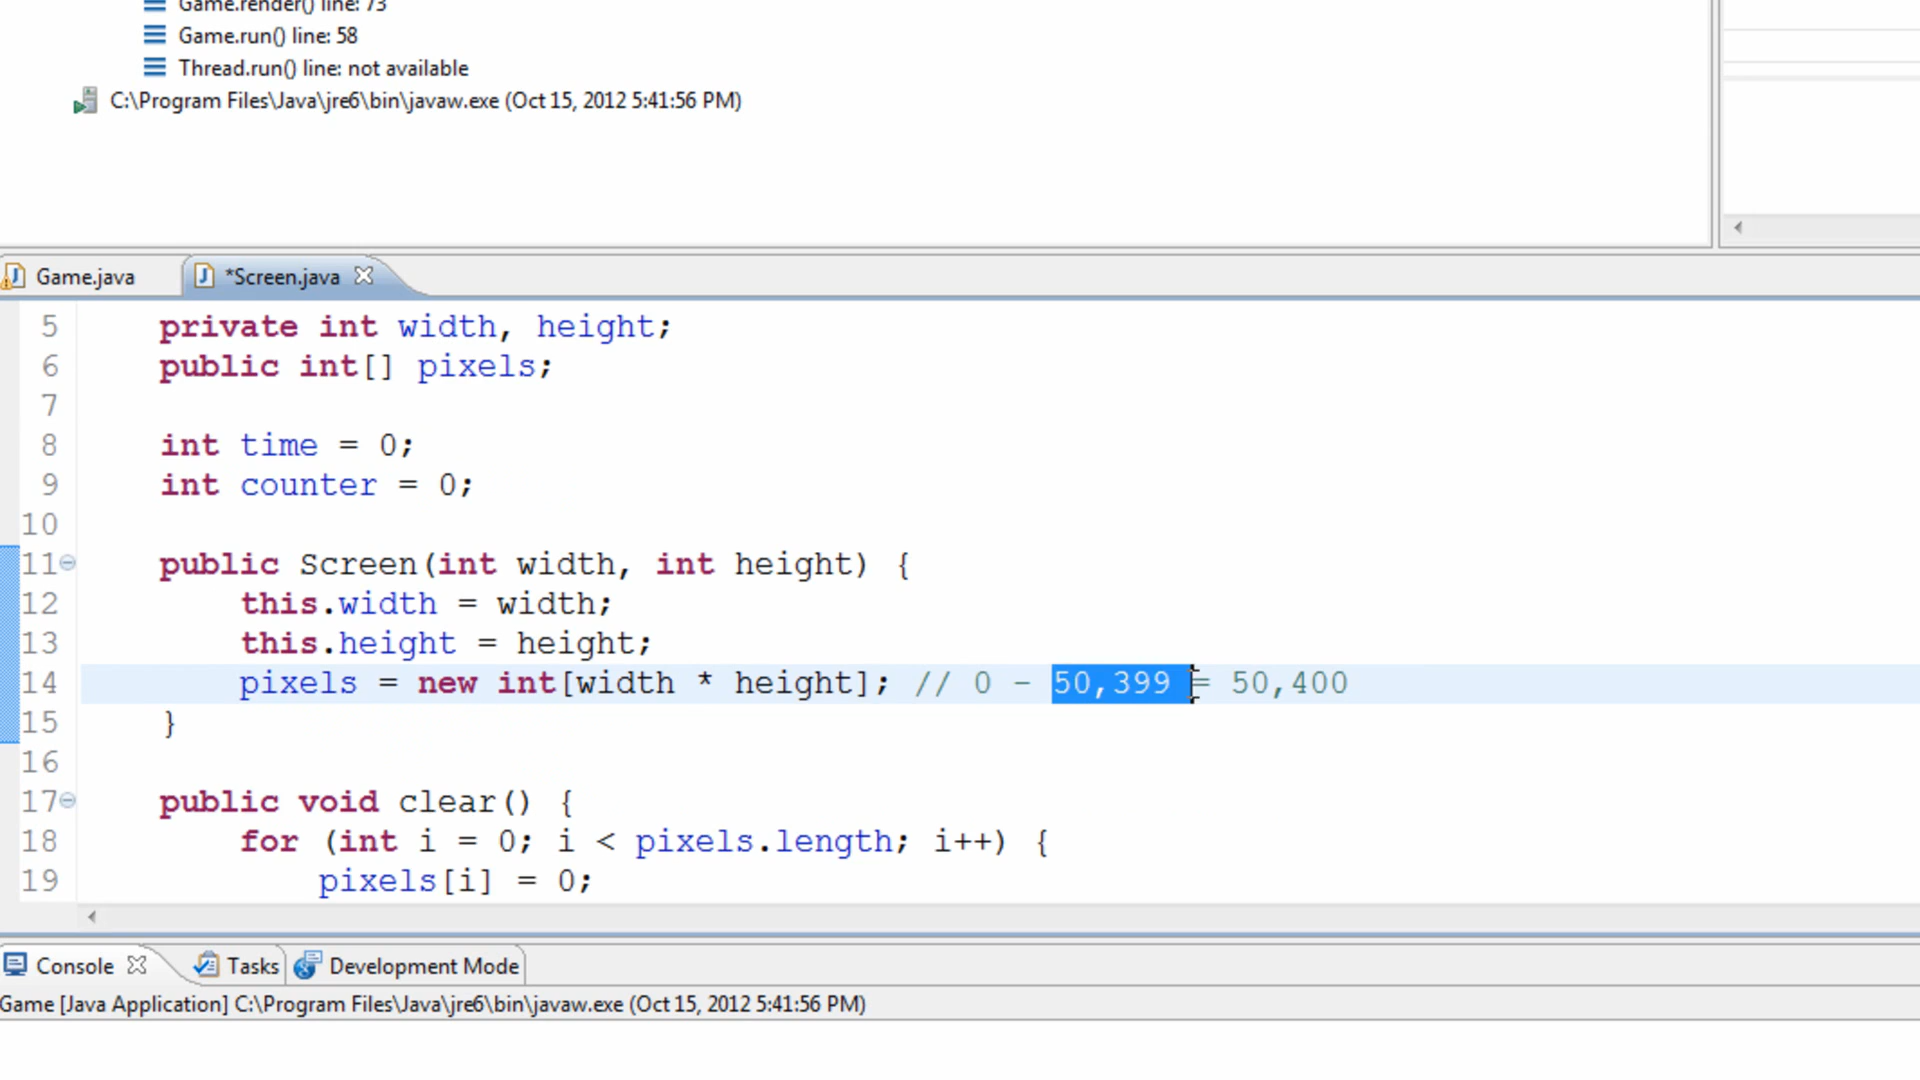 Game.render() line: 73
Game.run() line: 58
Thread.run() line: not available
C:\Program Files\Java\jre6\bin\javaw.exe (Oct 15, 2012 5:41:56 PM)
Game.java
*Screen.java
5 private int width, height;
6 public int[] pixels;
7
8 int time = 0;
9 int counter = 0;
10
11 public Screen(int width, int height) {
12 this.width = width;
13 this.height = height;
14 pixels = new int[width * height]; // 0 - 50,399 = 50,400
15 }
16
17 public void clear() {
18 for (int i = 0; i < pixels.length; i++) {
19 pixels[i] = 0;
Console
Tasks
Development Mode
Game [Java Application] C:\Program Files\Java\jre6\bin\javaw.exe (Oct 15, 2012 5:41:56 PM)